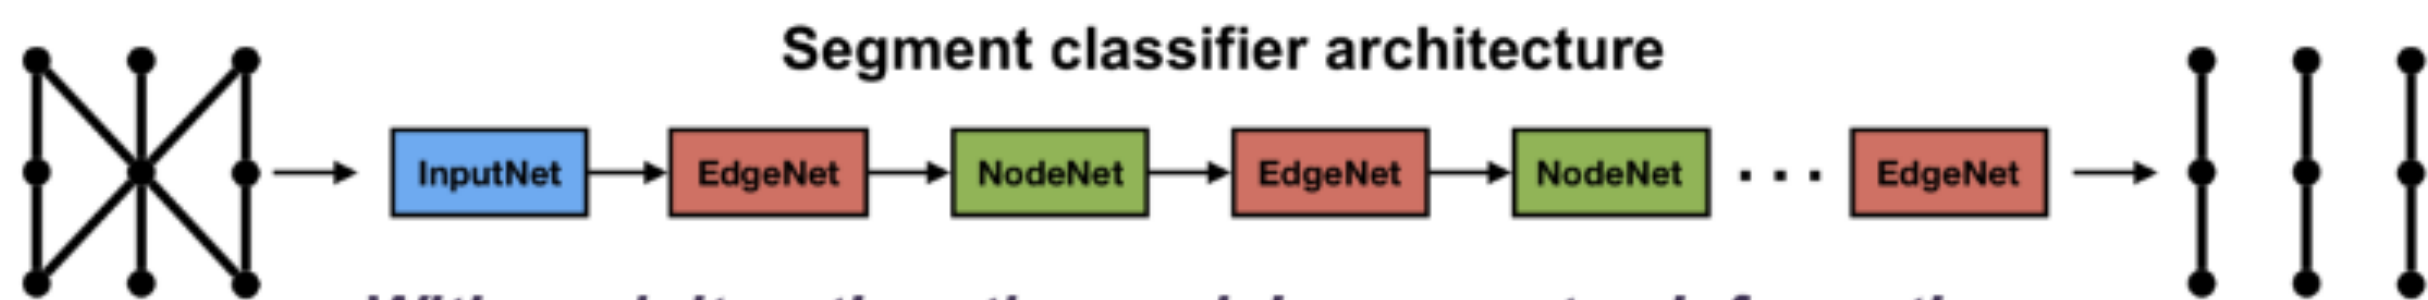 Segment classifier architecture
InputNet EdgeNet NodeNet EdgeNet NodeNet . . . EdgeNet